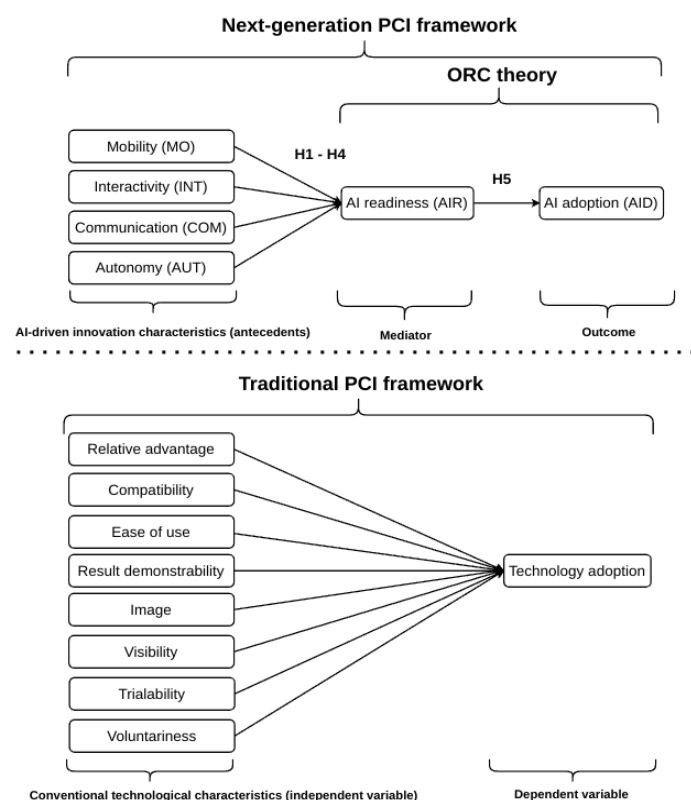 Next-generation PCI framework
ORC theory
Mobility (MO)
H1 - H4
Interactivity (INT)
H5
AI readiness (AIR)
AI adoption (AID)
Communication (COM)
Autonomy (AUT)
AI-driven innovation characteristics (antecedents)
Mediator
Outcome
Traditional PCI framework
Relative advantage
Compatibility
Ease of use
Result demonstrability
Technology adoption
Image
Visibility
Trialability
Voluntariness
Conventional technological characteristics (independent variable)
Dependent variable